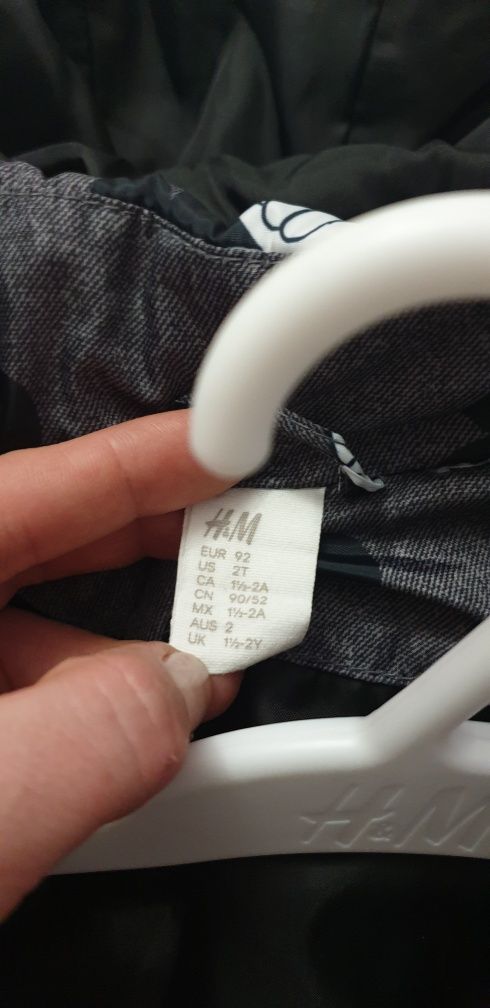 H&M
EUR 92
US 2T
CA 1½-2A
CN 90/52
MX 1½-2A
AUS 2
UK 1½-2Y
H&M